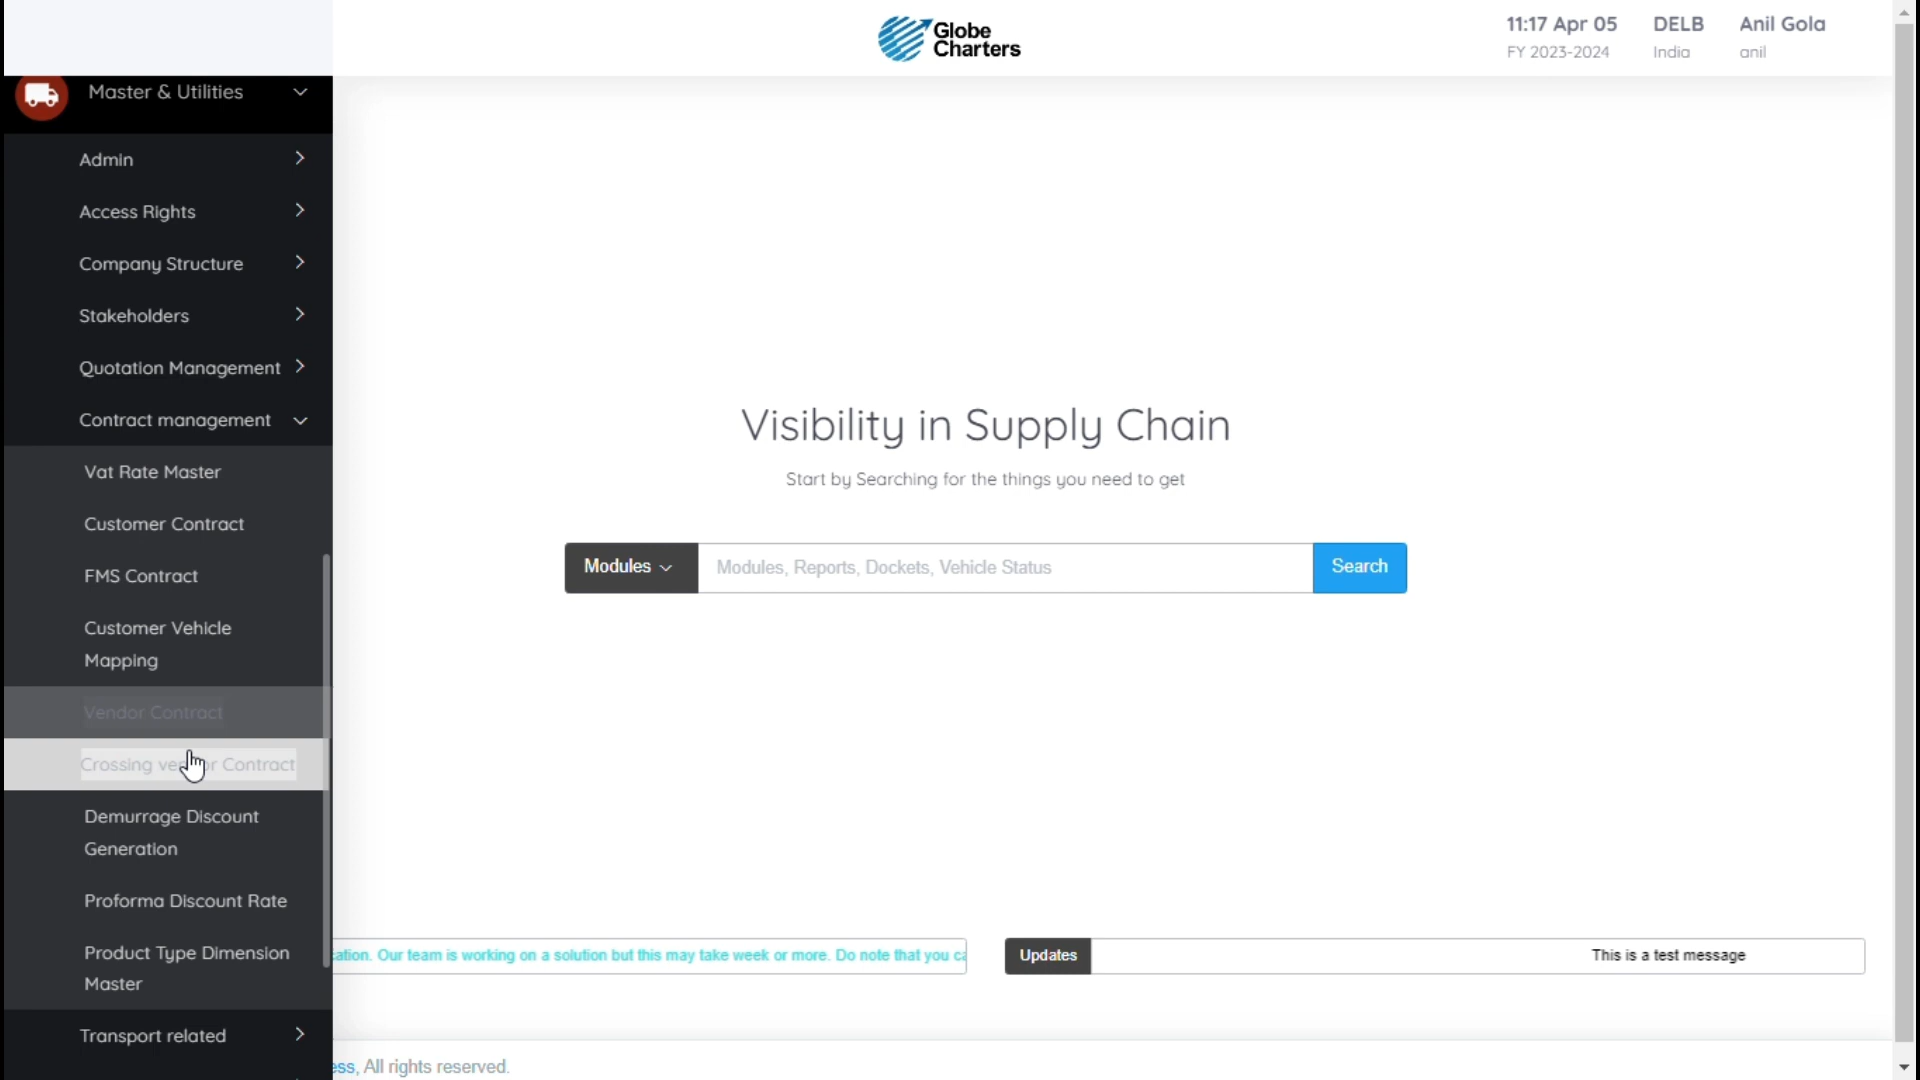 Globe
Charters
11:17 Apr 05
FY 2023-2024
DELB
India
Anil Gola
anil
Master & Utilities
Admin
Access Rights
Company Structure
Stakeholders
Quotation Management
Contract management
Vat Rate Master
Customer Contract
FMS Contract
Customer Vehicle
Mapping
Vendor Contract
Crossing Contract
Demurrage Discount
Generation
Proforma Discount Rate
Product Type Dimension
Master
Transport related
Visibility in Supply Chain
Start by Searching for the things you need to get
Modules
Modules, Reports, Dockets, Vehicle Status
Search
Our team is working on a solution but this may take week or more. Do note that you
Updates
This is a test message
All rights reserved.